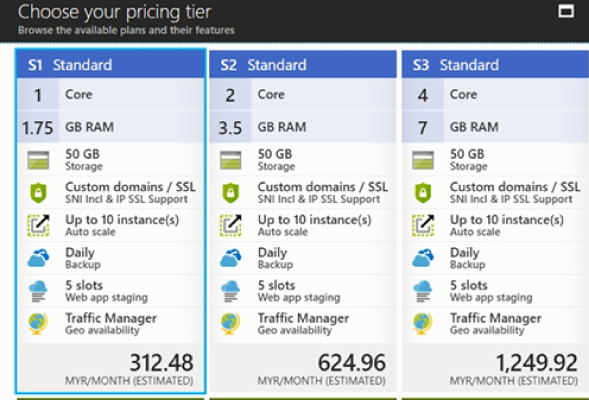 Choose your pricing tier
Browse the available plans and their features
S1 Standard
1 Core
1.75 GB RAM
50 GB
Storage
Custom domains / SSL
SNI Incl & IP SSL Support
Up to 10 instance(s)
Auto scale
Daily
Backup
5 slots
Web app staging
Traffic Manager
Geo availability
312.48
MYR/MONTH (ESTIMATED)
S2 Standard
2 Core
3.5 GB RAM
50 GB
Storage
Custom domains / SSL
SNI Incl & IP SSL Support
Up to 10 instance(s)
Auto scale
Daily
Backup
5 slots
Web app staging
Traffic Manager
Geo availability
624.96
MYR/MONTH (ESTIMATED)
S3 Standard
4 Core
7 GB RAM
50 GB
Storage
Custom domains / SSL
SNI Incl & IP SSL Support
Up to 10 instance(s)
Auto scale
Daily
Backup
5 slots
Web app staging
Traffic Manager
Geo availability
1,249.92
MYR/MONTH (ESTIMATED)